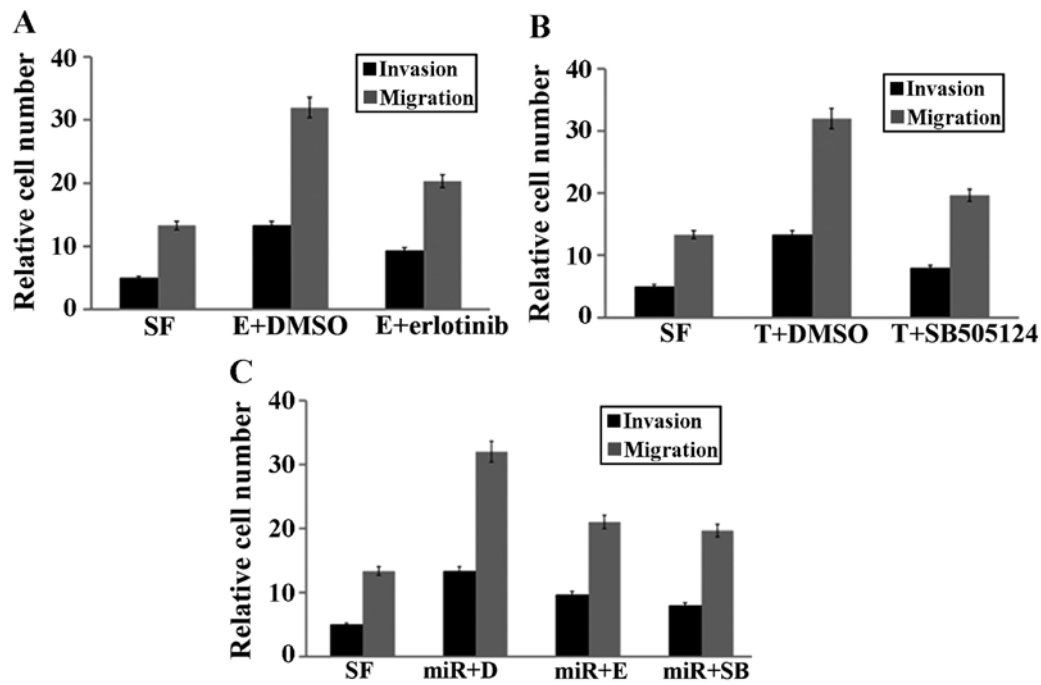 A
Relative cell number
40
30
20
10
0
Invasion
Migration
SF
E+DMSO
E+erlotinib
B
Relative cell number
40
30
20
10
0
Invasion
Migration
SF
T+DMSO
T+SB505124
C
Relative cell number
40
30
20
10
0
Invasion
Migration
SF
miR+D
miR+E
miR+SB